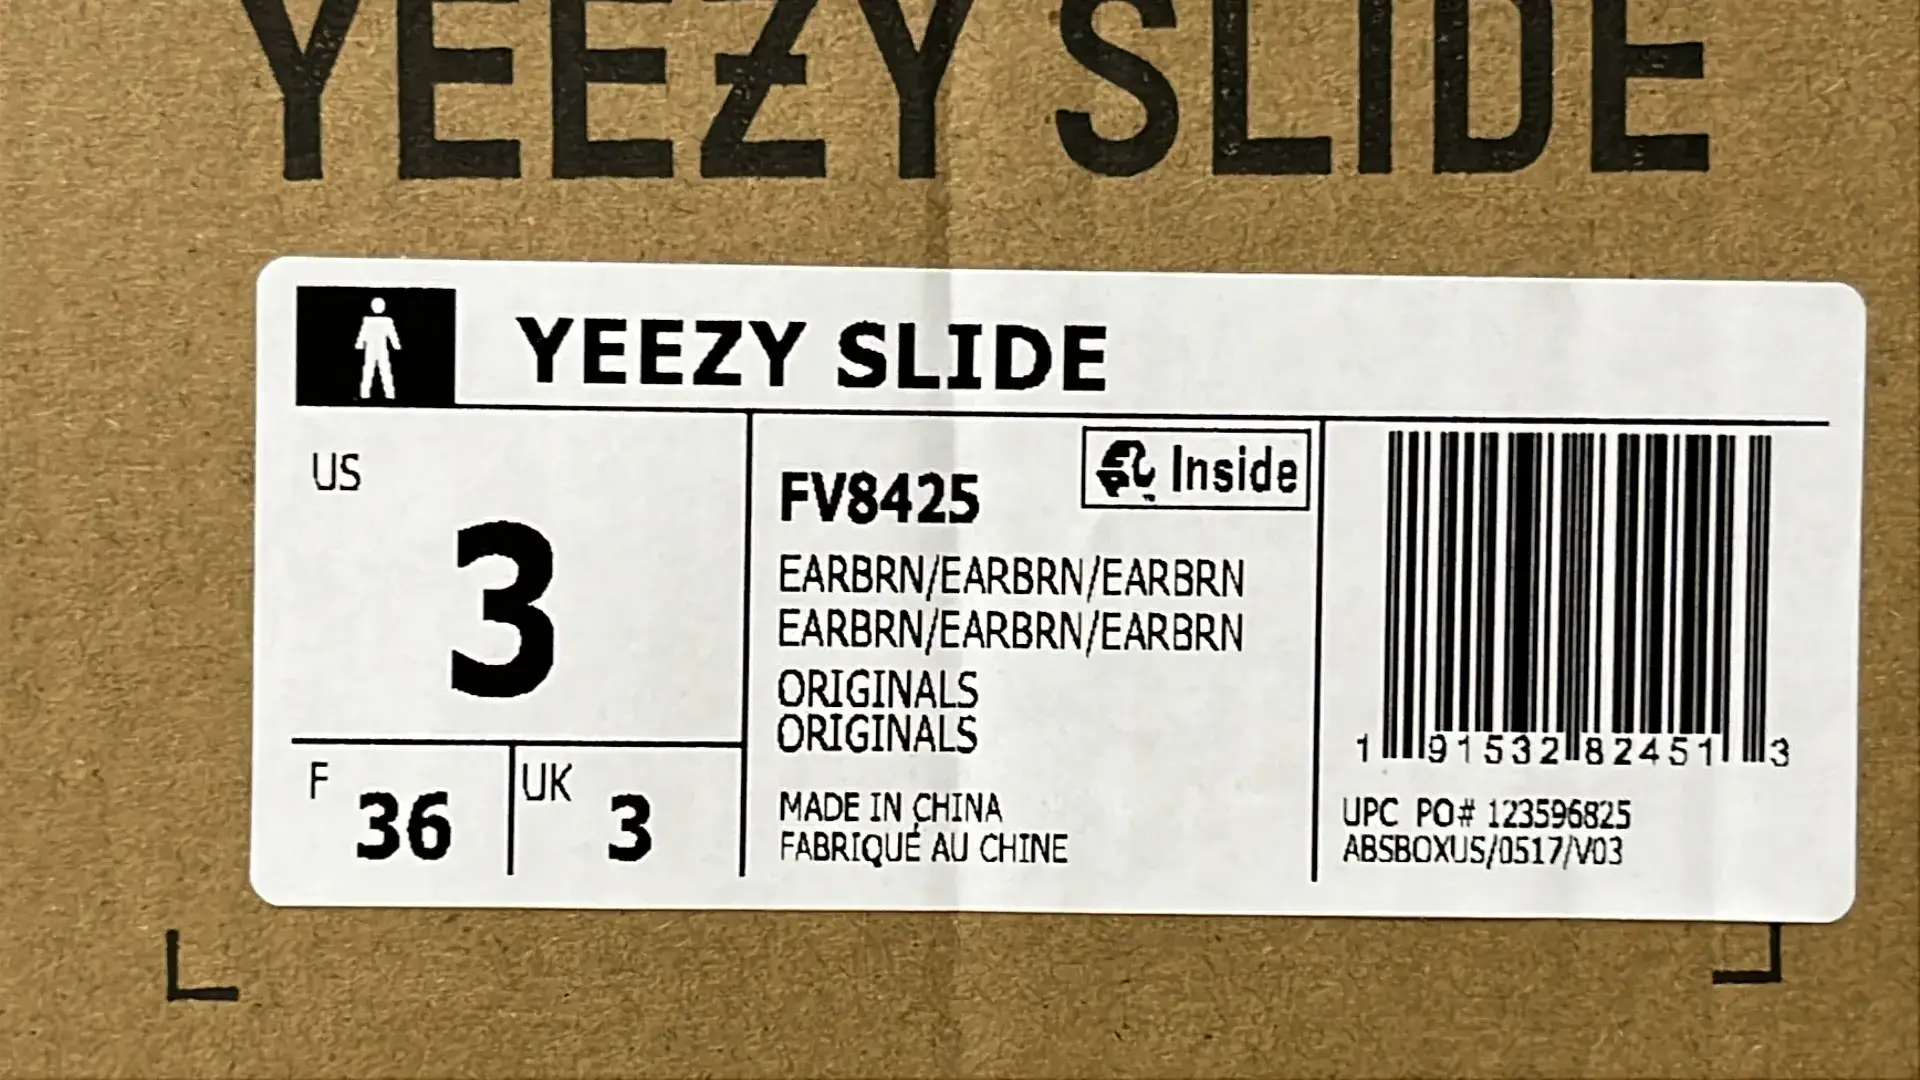 YEEZY SLIDE
YEEZY SLIDE
US
3
F 36
UK 3
FV8425
Inside
EARBRN/EARBRN/EARBRN
EARBRN/EARBRN/EARBRN
ORIGINALS
ORIGINALS
MADE IN CHINA
FABRIQUÉ AU CHINE
1 91532 82451 3
UPC PO# 123596825
ABSBOXUS/0517/V03